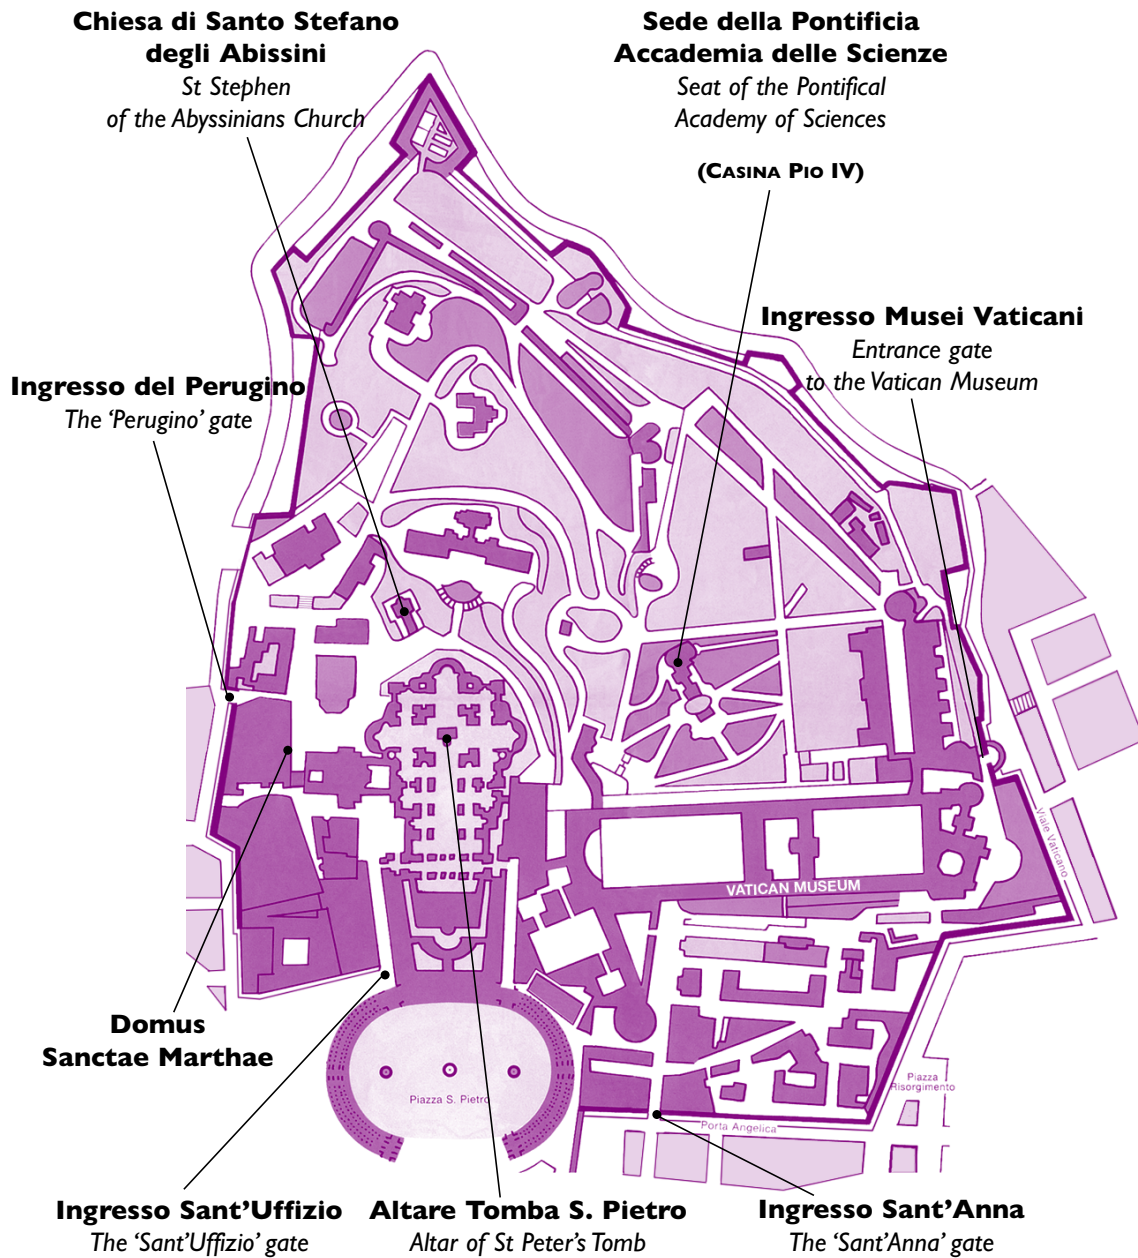 Chiesa di Santo Stefano
degli Abissini
St Stephen
of the Abyssinians Church
Sede della Pontificia
Accademia delle Scienze
Seat of the Pontifical
Academy of Sciences
(Casina Pio IV)
Ingresso Musei Vaticani
Entrance gate
to the Vatican Museum
Ingresso del Perugino
The ‘Perugino’ gate
Viale Vaticano
VATICAN MUSEUM
Domus
Sanctae Marthae
Piazza S. Pietro
Piazza
Risorgimento
Porta Angelica
Ingresso Sant’Uffizio
The ‘Sant’Uffizio’ gate
Altare Tomba S. Pietro
Altar of St Peter’s Tomb
Ingresso Sant’Anna
The ‘Sant’Anna’ gate